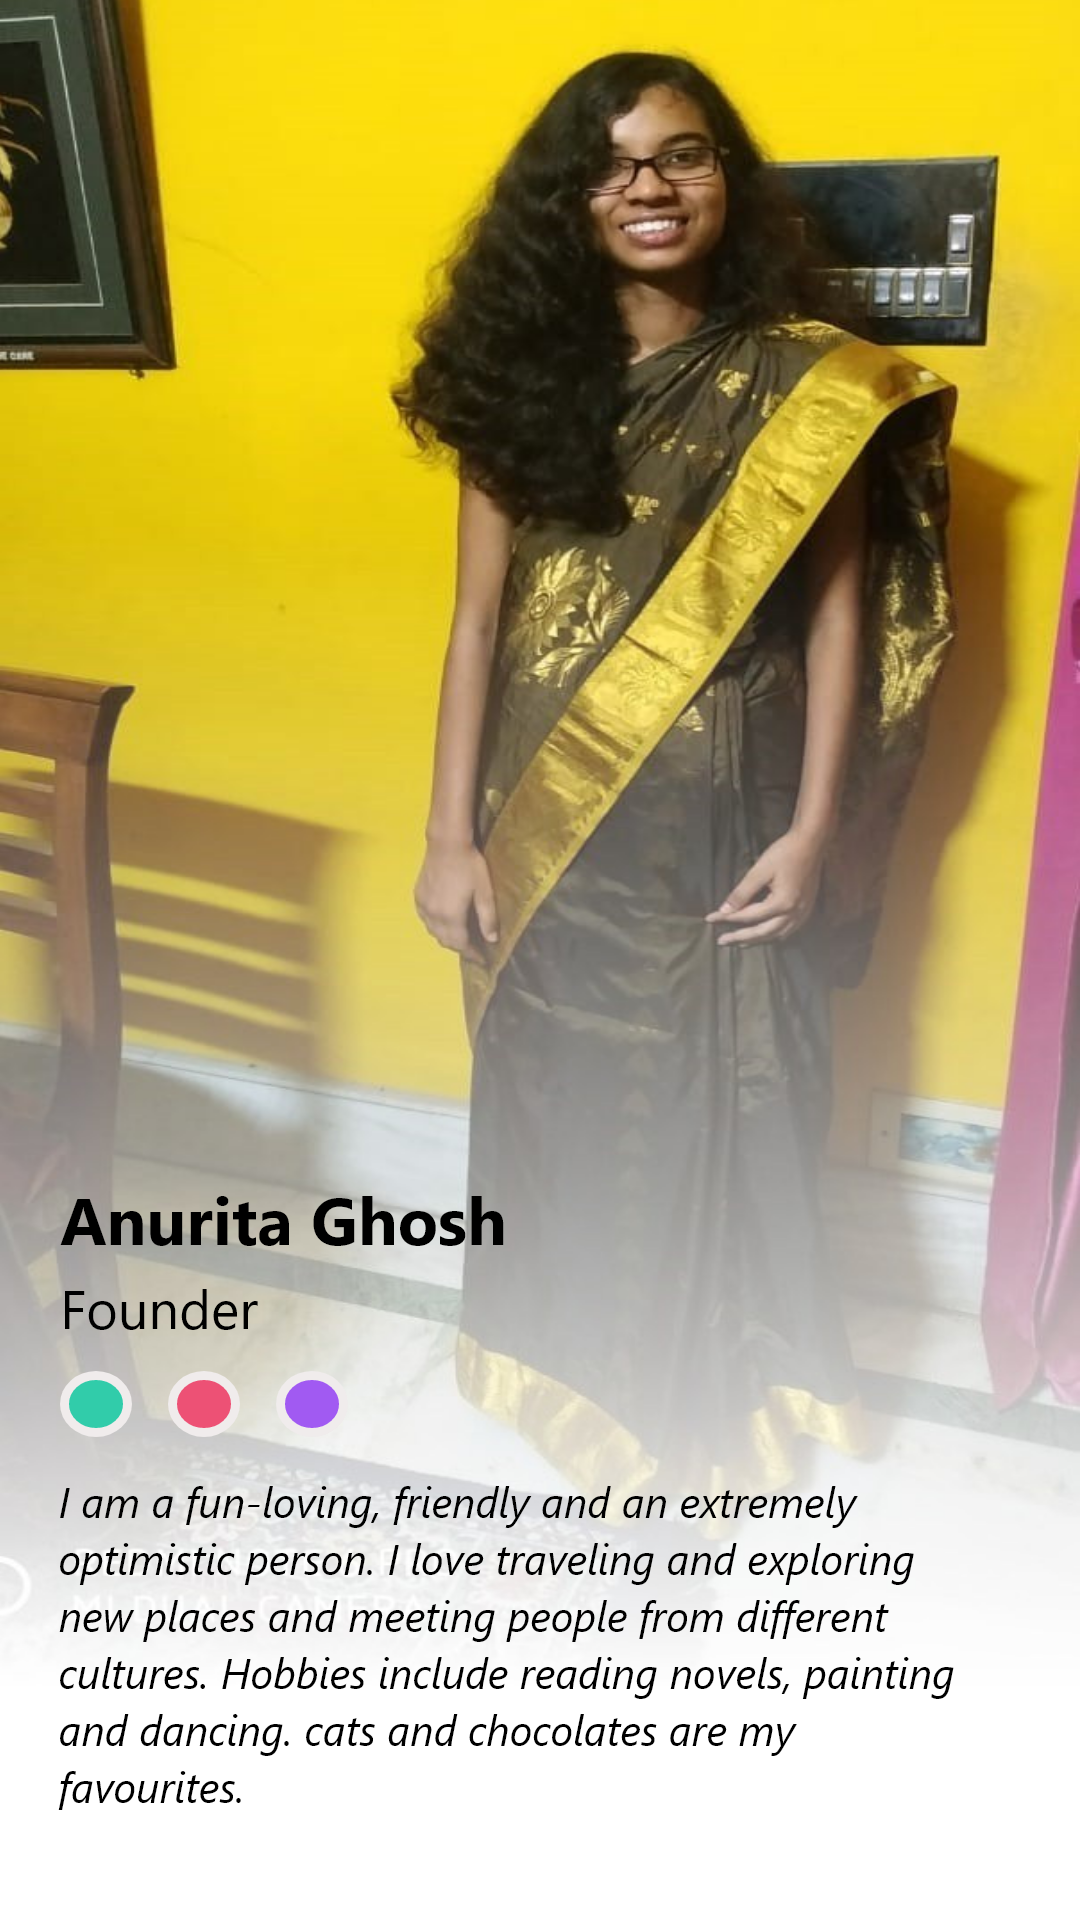 Anurita Ghosh
Founder
I am a fun-loving, friendly and an extremely
optimistic person. I love traveling and exploring
new places and meeting people from different
cultures. Hobbies include reading novels, painting
and dancing. cats and chocolates are my
favourites.